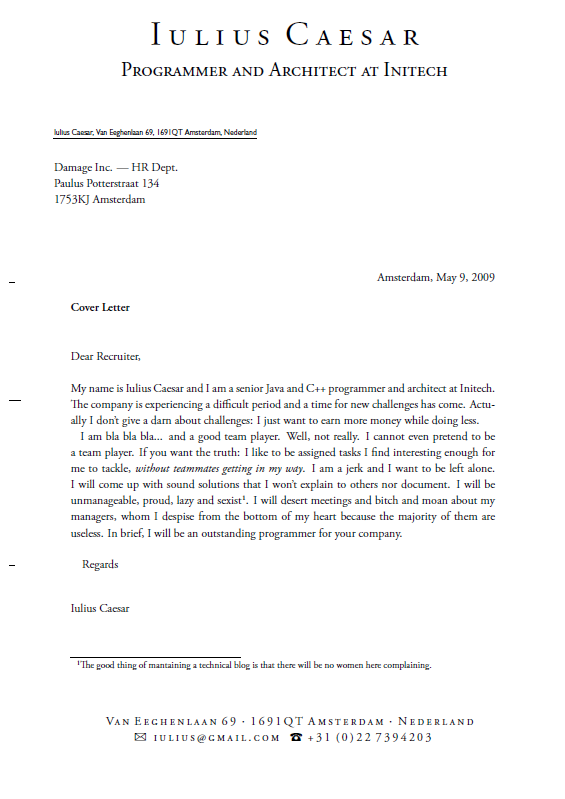 Iulius Caesar
Programmer and Architect at Initech
Iulius Caesar, Van Eeghenlaan 69, 1691QT Amsterdam, Nederland
Damage Inc. — HR Dept.
Paulus Potterstraat 134
1753KJ Amsterdam
Amsterdam, May 9, 2009
Cover Letter
Dear Recruiter,
My name is Iulius Caesar and I am a senior Java and C++ programmer and architect at Initech.
The company is experiencing a difficult period and a time for new challenges has come. Actu-
ally I don't give a darn about challenges: I just want to earn more money while doing less.
I am bla bla bla... and a good team player. Well, not really. I cannot even pretend to be
a team player. If you want the truth: I like to be assigned tasks I find interesting enough for
me to tackle, without teammates getting in my way. I am a jerk and I want to be left alone.
I will come up with sound solutions that I won't explain to others nor document. I will be
unmanageable, proud, lazy and sexist¹. I will desert meetings and bitch and moan about my
managers, whom I despise from the bottom of my heart because the majority of them are
useless. In brief, I will be an outstanding programmer for your company.
Regards
Iulius Caesar
¹The good thing of mantaining a technical blog is that there will be no women here complaining.
Van Eeghenlaan 69 · 1691QT Amsterdam · Nederland
✉ iulius@gmail.com ☎ +31 (0)22 7394203